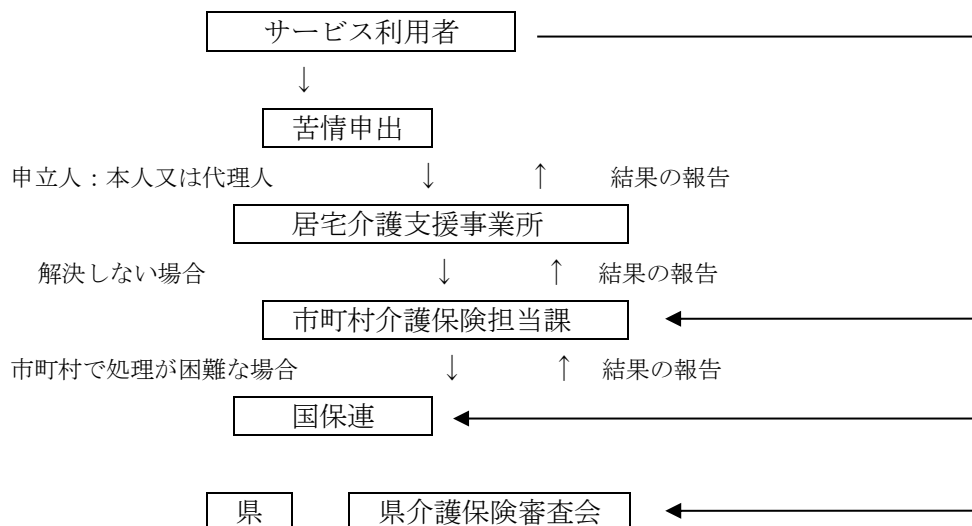 サービス利用者
↓
苦情申出
申立人:本人又は代理人 ↓ ↑ 結果の報告
居宅介護支援事業所
解決しない場合 ↓ ↑ 結果の報告
市町村介護保険担当課
市町村で処理が困難な場合 ↓ ↑ 結果の報告
国保連
県 県介護保険審査会